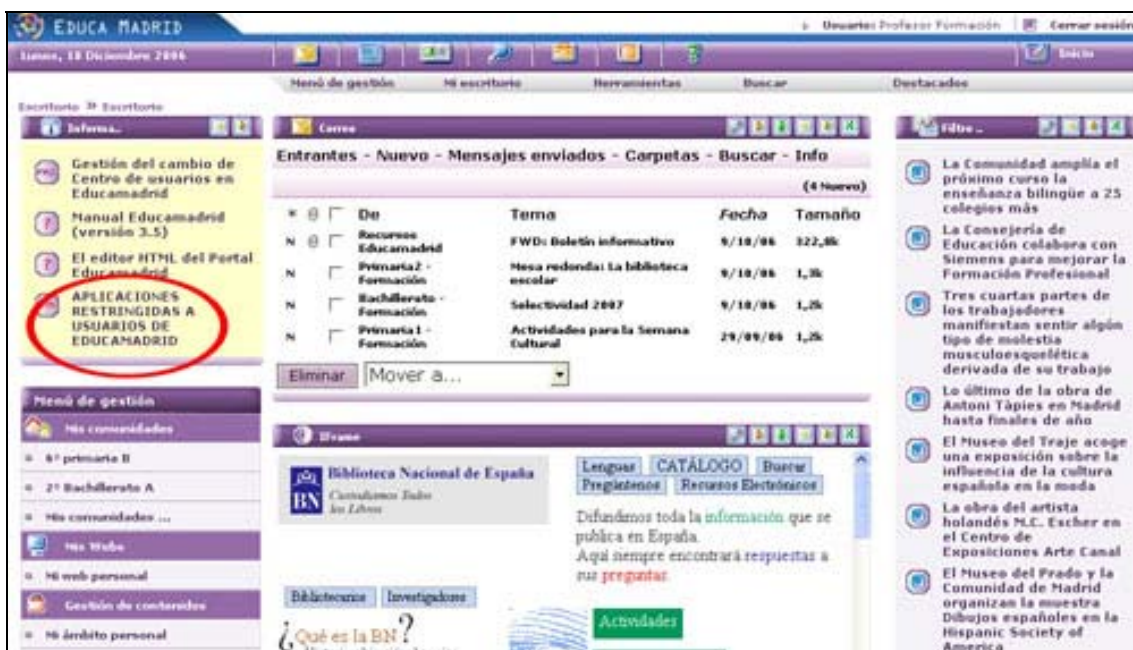 EDUCA MADRID
Usuario: Profesor Formación
Cerrar sesión
Lunes, 18 Diciembre 2006
Inicio
Menú de gestión
Mi escritorio
Herramientas
Buscar
Destacados
Escritorio » Escritorio
Informa..
Gestión del cambio de
Centro de usuarios en
Educamadrid
Manual Educamadrid
(versión 3.5)
El editor HTML del Portal
Educamadrid
APLICACIONES
RESTRINGIDAS A
USUARIOS DE
EDUCAMADRID
Menú de gestión
Mis comunidades
6º primaria B
2º Bachillerato A
Mis comunidades ...
Mis Webs
Mi web personal
Gestión de contenidos
Mi ámbito personal
Correo
Entrantes - Nuevo - Mensajes enviados - Carpetas - Buscar - Info
(4 Nuevo)
De Tema Fecha Tamaño
N Recursos Educamadrid FWD: Boletín informativo 9/10/06 322,8k
N Primaria2 - Formación Mesa redonda: La biblioteca escolar 9/10/06 1,3k
N Bachillerato - Formación Selectividad 2007 9/10/06 1,2k
N Primaria1 - Formación Actividades para la Semana Cultural 29/09/06 1,2k
Eliminar Mover a...
Iframe
BN
Biblioteca Nacional de España
Custodiamos Todos
los Libros
Lenguas CATÁLOGO Buscar
Pregúntenos Recursos Electrónicos
Difundimos toda la información que se
publica en España.
Aquí siempre encontrará respuestas a
sus preguntas.
Bibliotecarios Investigadores
¿Qué es la BN?
Actividades
Filtro ..
La Comunidad amplía el
próximo curso la
enseñanza bilingüe a 25
colegios más
La Consejería de
Educación colabora con
Siemens para mejorar la
Formación Profesional
Tres cuartas partes de
los trabajadores
manifiestan sentir algún
tipo de molestia
musculoesquelética
derivada de su trabajo
Lo último de la obra de
Antoni Tàpies en Madrid
hasta finales de año
El Museo del Traje acoge
una exposición sobre la
influencia de la cultura
española en la moda
La obra del artista
holandés M.C. Escher en
el Centro de
Exposiciones Arte Canal
El Museo del Prado y la
Comunidad de Madrid
organizan la muestra
Dibujos españoles en la
Hispanic Society of
America